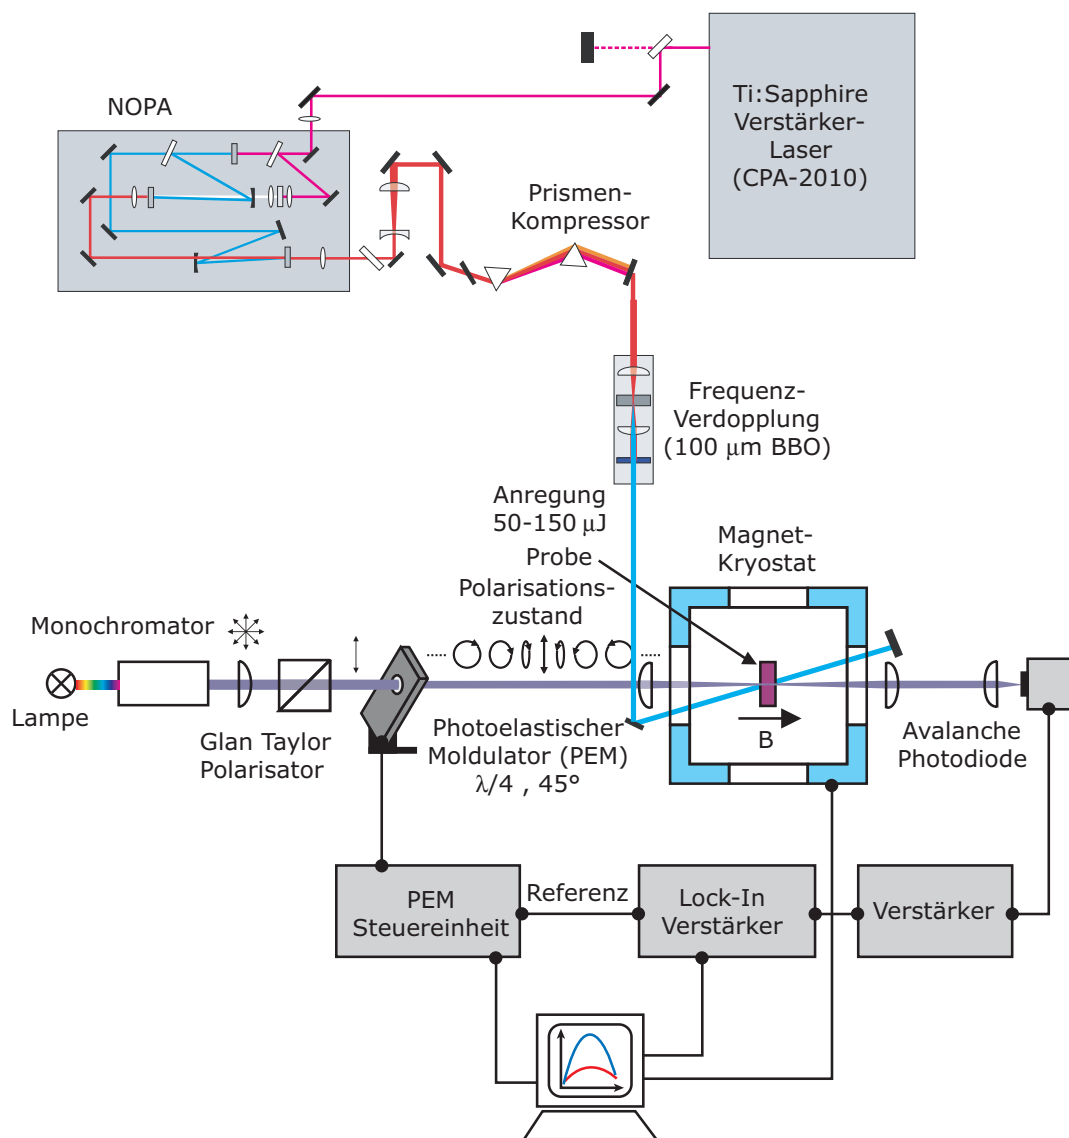 Ti:Sapphire
Verstärker-
Laser
(CPA-2010)
NOPA
Prismen-
Kompressor
Frequenz-
Verdopplung
(100 μm BBO)
Anregung
50-150 μJ
Probe
Polarisations-
zustand
Magnet-
Kryostat
Monochromator
Lampe
Glan Taylor
Polarisator
Photoelastischer
Moldulator (PEM)
λ/4 , 45°
B
Avalanche
Photodiode
PEM
Steuereinheit
Referenz
Lock-In
Verstärker
Verstärker